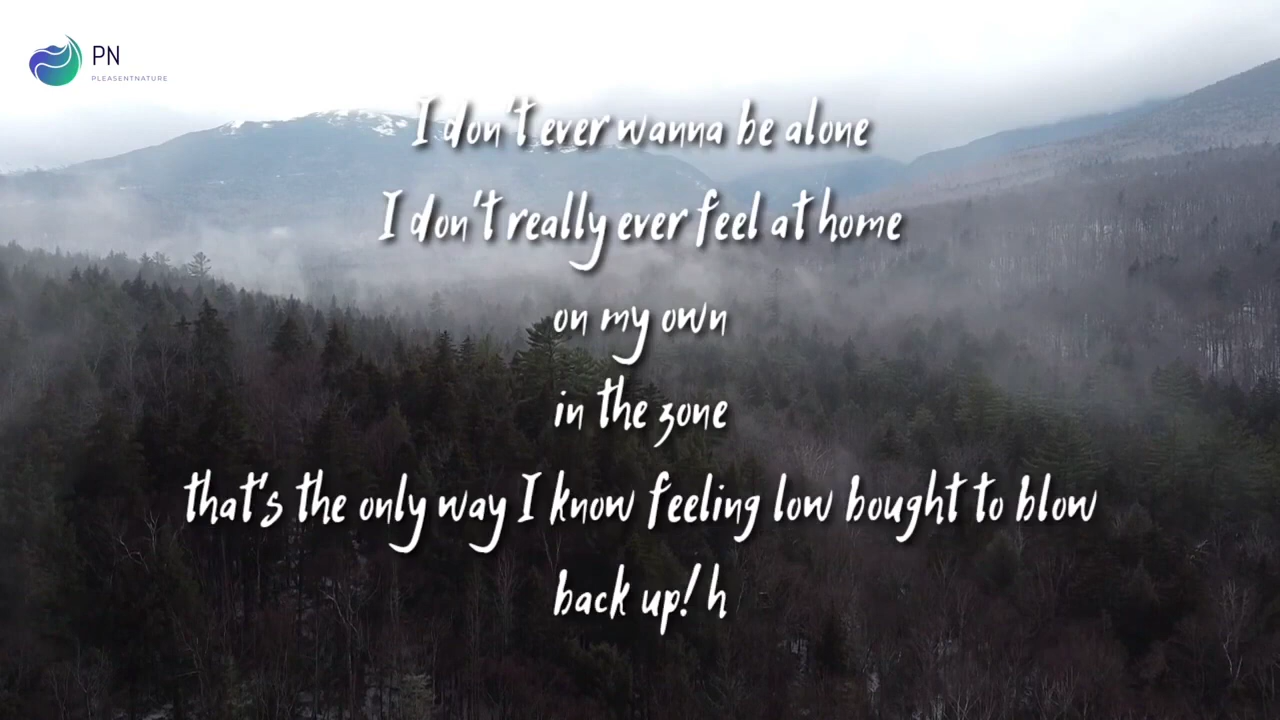 PN
PLEASENTNATURE
I don't ever wanna be alone
I don't really ever feel at home
on my own
in the zone
that's the only way I know feeling low bought to blow
back up! h